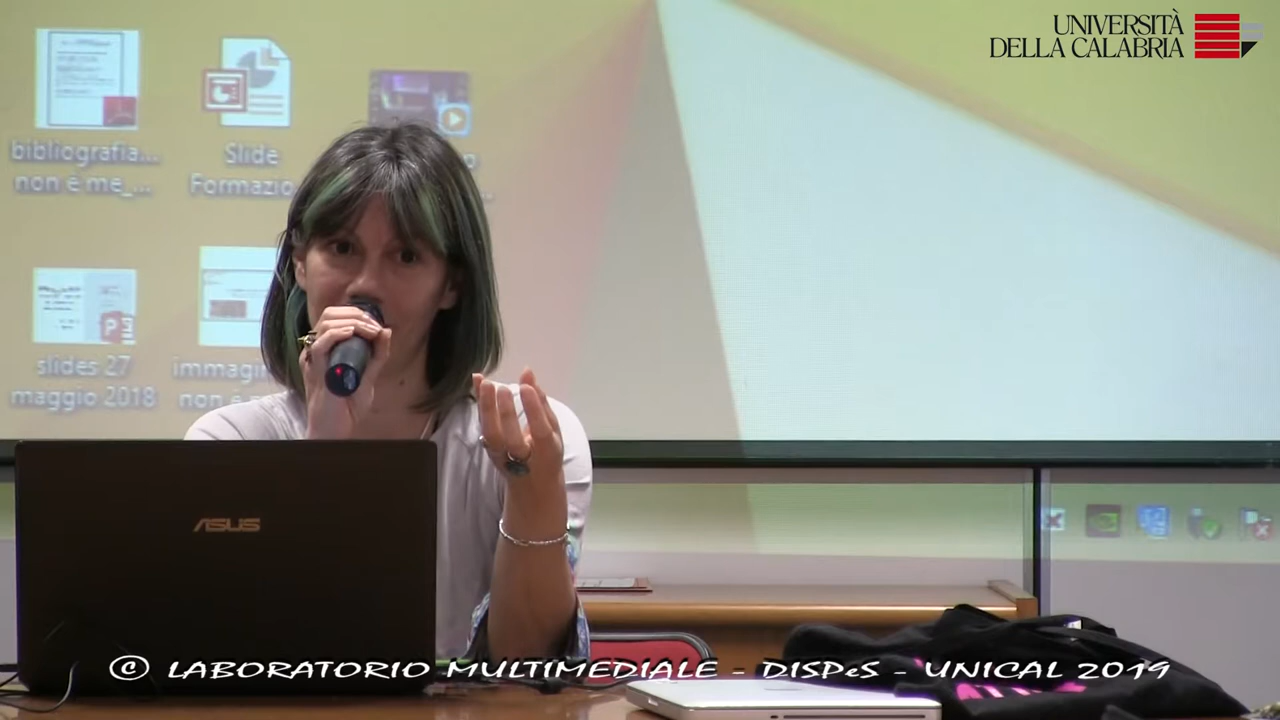 UNIVERSITÀ
DELLA CALABRIA
bibliografia...
non è me_...
Slide
Formazio
slides 27
maggio 2018
immagin
non è
ASUS
© LABORATORIO MULTIMEDIALE - DISPeS - UNICAL 2019